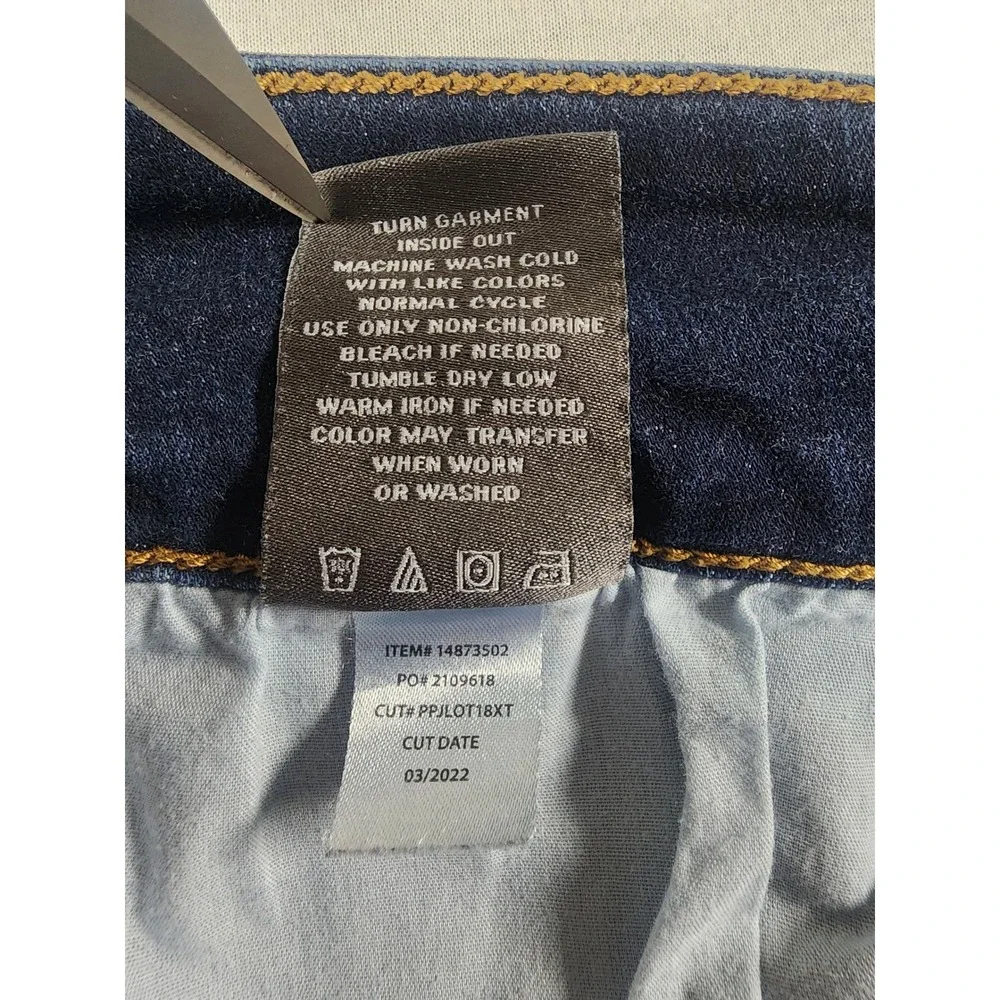 TURN GARMENT
INSIDE OUT
MACHINE WASH COLD
WITH LIKE COLORS
NORMAL CYCLE
USE ONLY NON-CHLORINE
BLEACH IF NEEDED
TUMBLE DRY LOW
WARM IRON IF NEEDED
COLOR MAY TRANSFER
WHEN WORN
OR WASHED
ITEM# 14873502
PO# 2109618
CUT# PPJLOT18XT
CUT DATE
03/2022